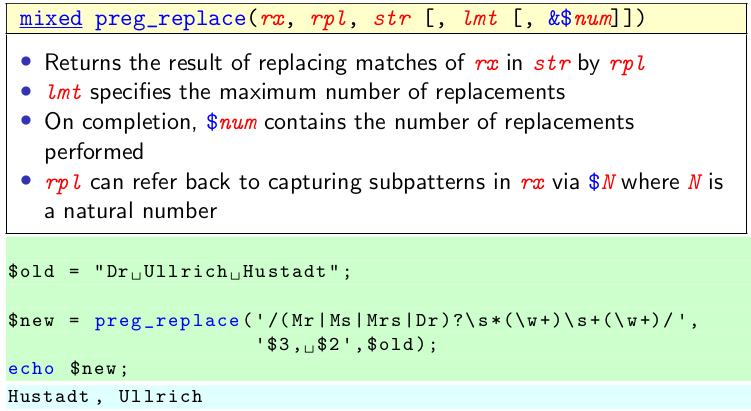 mixed preg_replace(rx, rpl, str [, lmt [, &$num]])
• Returns the result of replacing matches of rx in str by rpl
• lmt specifies the maximum number of replacements
• On completion, $num contains the number of replacements
performed
• rpl can refer back to capturing subpatterns in rx via $N where N is
a natural number
$old = "Dr␣Ullrich␣Hustadt";
$new = preg_replace('/(Mr|Ms|Mrs|Dr)?\s*(\w+)\s+(\w+)/',
'$3,␣$2',$old);
echo $new;
Hustadt, Ullrich